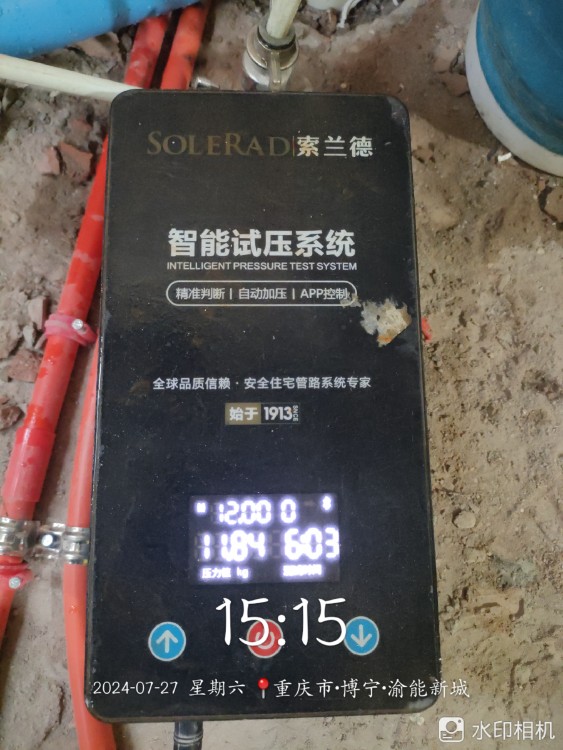 SOLERAD 索兰德
智能试压系统
INTELLIGENT PRESSURE TEST SYSTEM
精准判断 | 自动加压 | APP控制
全球品质信赖·安全住宅管路系统专家
始于 1913 SINCE
12.00 0
11.84 6:03
压力值 kg
15:15
2024-07-27 星期六 重庆市·博宁·渝能新城
水印相机